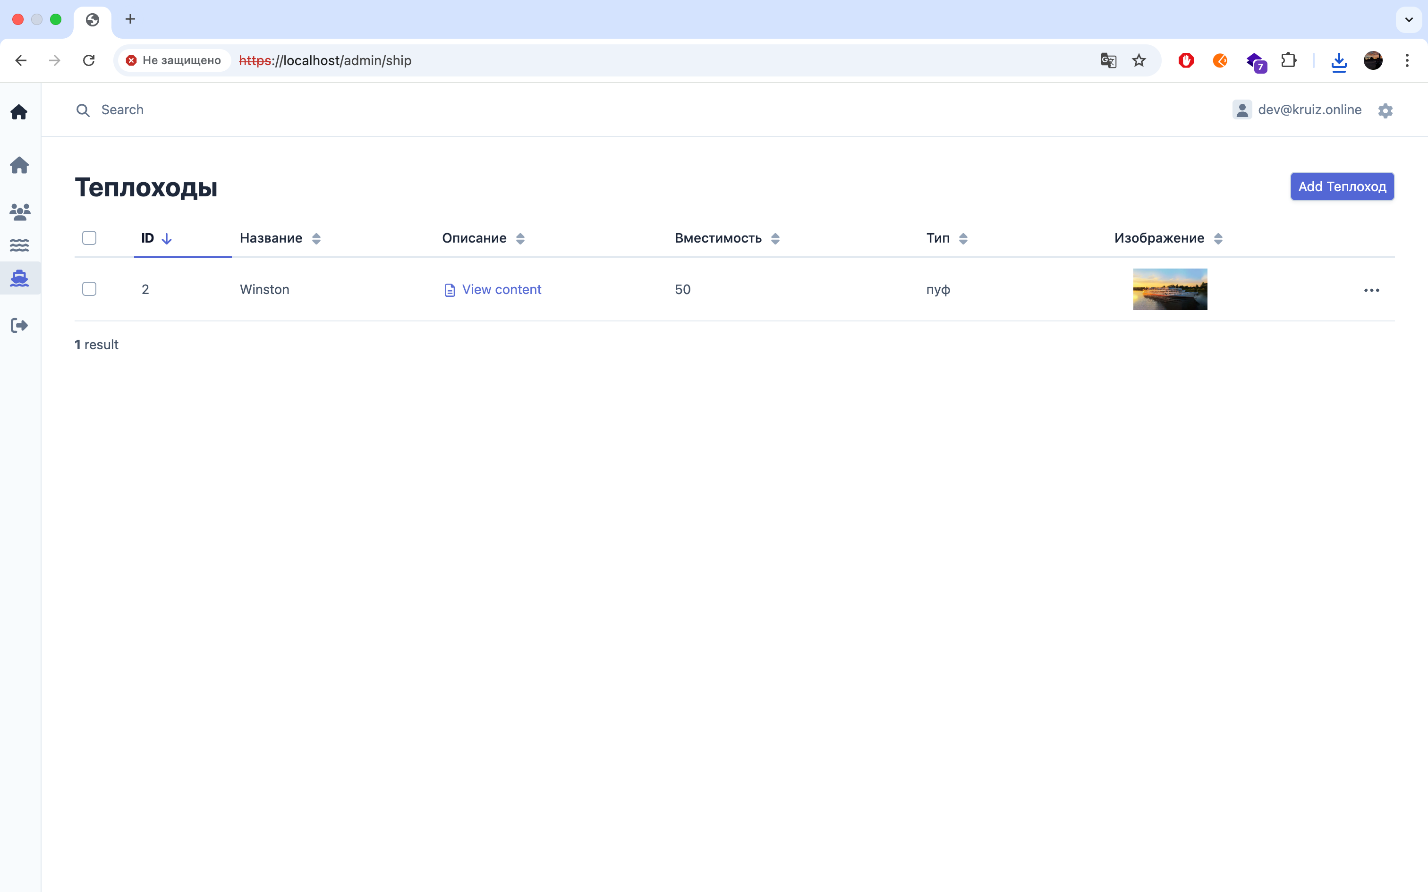 Не защищено https://localhost/admin/ship
7
Search
dev@kruiz.online
Теплоходы
Add Теплоход
ID Название Описание Вместимость Тип Изображение
2 Winston View content 50 пуф
1 result